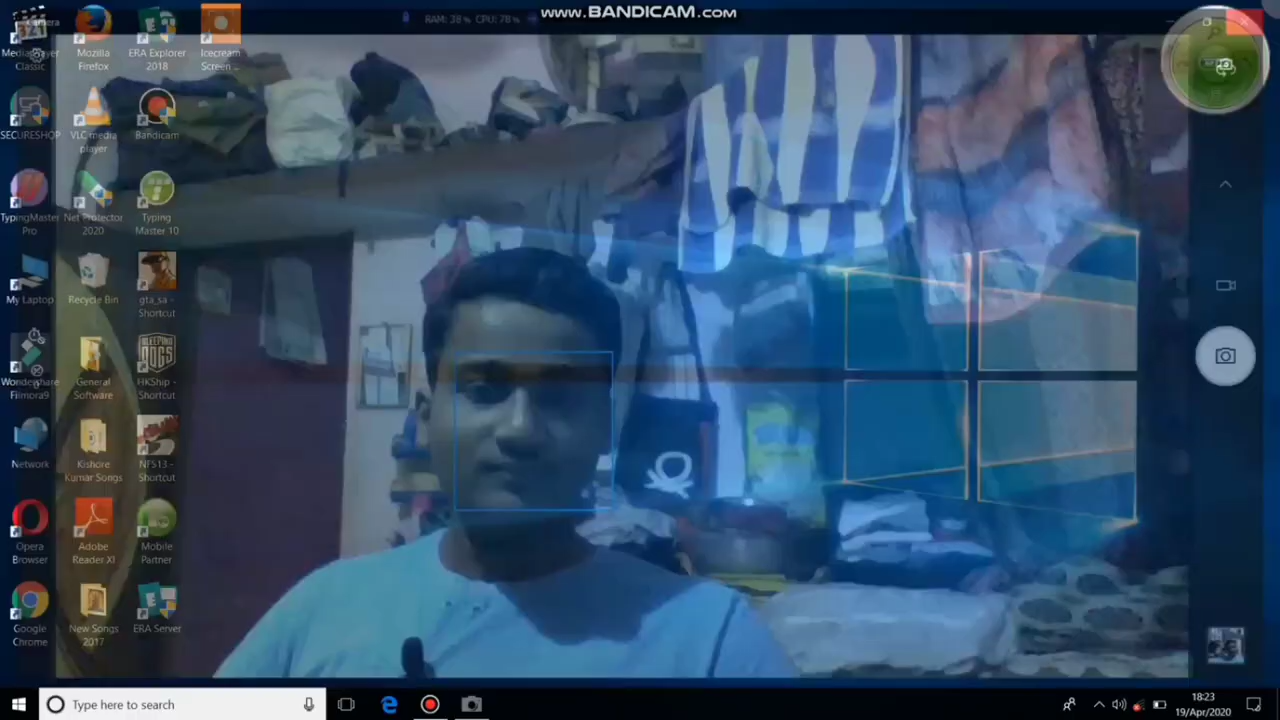 Camera
RAM: 38% CPU: 78%
www.BANDICAM.com
Media Player
Classic
Mozilla
Firefox
ERA Explorer
2018
Icecream
Screen ...
SECURESHOP
VLC media
player
Bandicam
TypingMaster
Pro
Net Protector
2020
Typing
Master 10
My Laptop
Recycle Bin
gta_sa -
Shortcut
Wondershare
Filmora9
General
Software
HKShip -
Shortcut
Network
Kishore
Kumar Songs
NFS13 -
Shortcut
Opera
Browser
Adobe
Reader XI
Mobile
Partner
Google
Chrome
New Songs
2017
ERA Server
Type here to search
18:23
19/Apr/2020